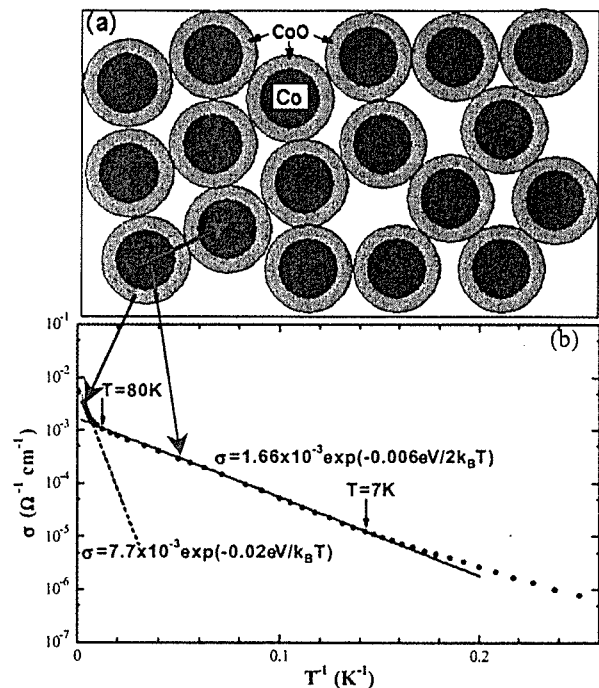 (a)
CoO
Co
(b)
10⁻¹
10⁻²
10⁻³
10⁻⁴
10⁻⁵
10⁻⁶
10⁻⁷
σ (Ω⁻¹ cm⁻¹)
T=80K
σ=1.66x10⁻³exp(-0.006eV/2k_BT)
T=7K
σ=7.7x10⁻³exp(-0.02eV/k_BT)
0 0.1 0.2
T⁻¹ (K⁻¹)